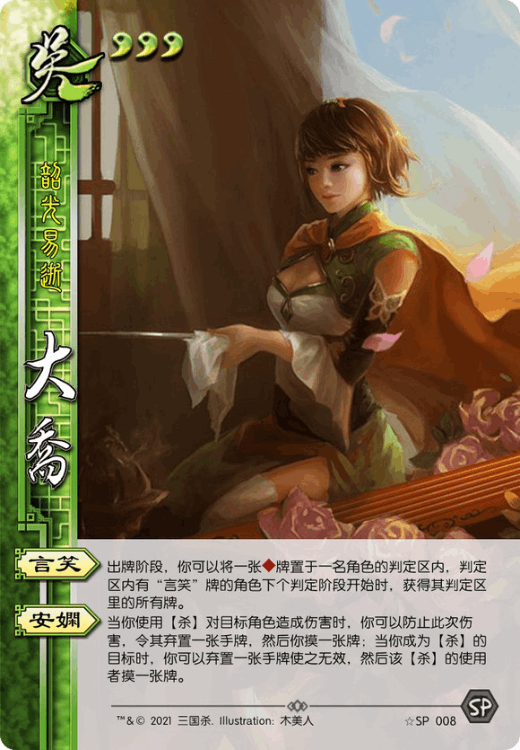 吴
韶光易逝
大喬
言笑
出牌阶段，你可以将一张♦牌置于一名角色的判定区内，判定
区内有“言笑”牌的角色下个判定阶段开始时，获得其判定区
里的所有牌。
安娴
当你使用【杀】对目标角色造成伤害时，你可以防止此次伤
害，令其弃置一张手牌，然后你摸一张牌；当你成为【杀】的
目标时，你可以弃置一张手牌使之无效，然后该【杀】的使用
者摸一张牌。
SP
™&© 2021 三国杀. Illustration: 木美人
☆SP 008